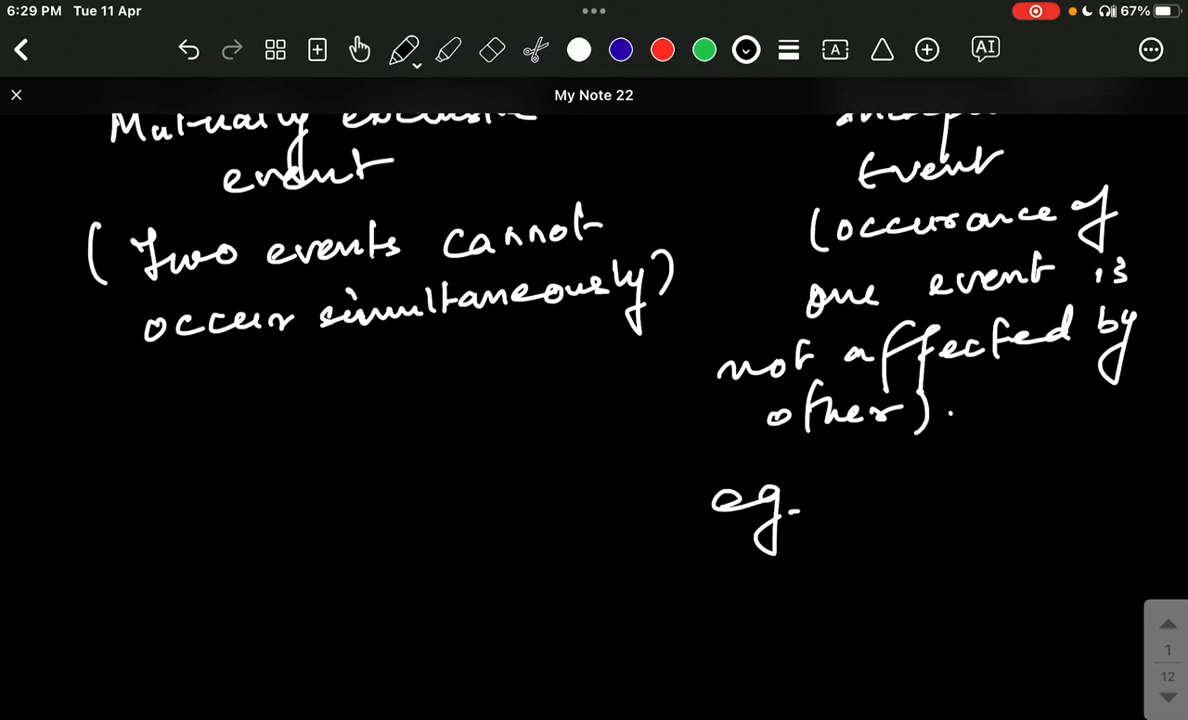 6:29 PM Tue 11 Apr
67%
A
AI
My Note 22
Mutually exclusive
event
(Two events cannot
occur simultaneously)
Event
(occurance of
one event is
not affected by
other).
eg.
1
12